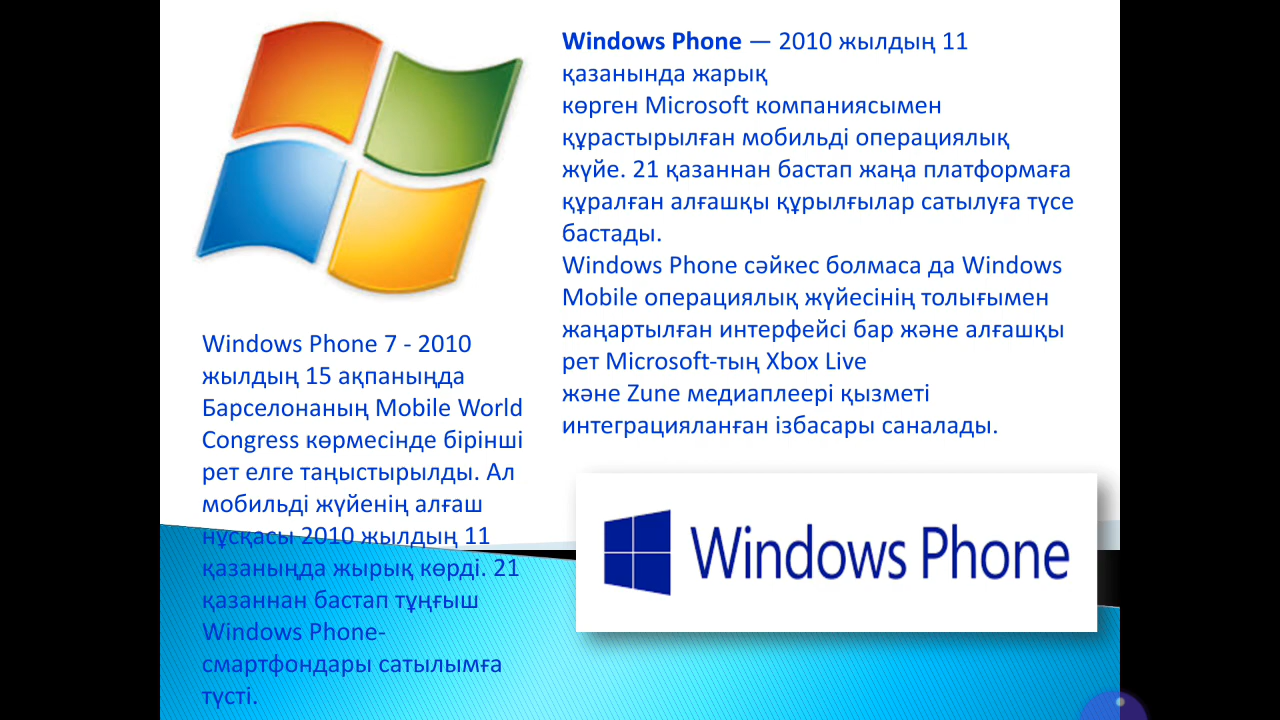 Windows Phone — 2010 жылдың 11
қазанында жарық
көрген Microsoft компаниясымен
құрастырылған мобильді операциялық
жүйе. 21 қазаннан бастап жаңа платформаға
құралған алғашқы құрылғылар сатылуға түсе
бастады.
Windows Phone сәйкес болмаса да Windows
Mobile операциялық жүйесінің толығымен
жаңартылған интерфейсі бар және алғашқы
рет Microsoft-тың Xbox Live
және Zune медиаплеері қызметі
интеграцияланған ізбасары саналады.
Windows Phone 7 - 2010
жылдың 15 ақпаныңда
Барселонаның Mobile World
Congress көрмесінде бірінші
рет елге таңыстырылды. Ал
мобильді жүйенің алғаш
нұсқасы 2010 жылдың 11
қазаныңда жырық көрді. 21
қазаннан бастап тұңғыш
Windows Phone-
смартфондары сатылымға
түсті.
Windows Phone